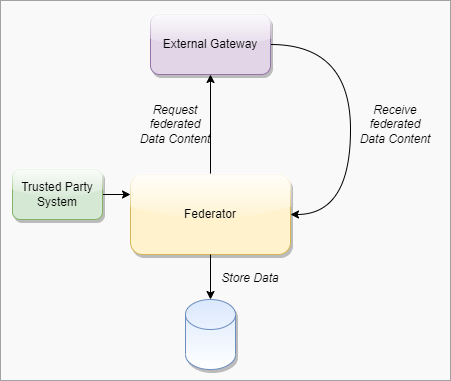 External Gateway
Request
federated
Data Content
Receive
federated
Data Content
Trusted Party
System
Federator
Store Data